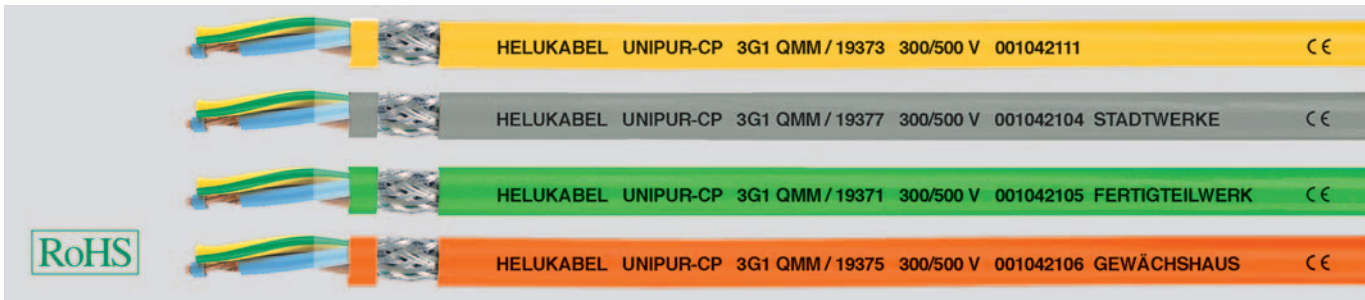 HELUKABEL UNIPUR-CP 3G1 QMM / 19373 300/500 V 001042111 CE
HELUKABEL UNIPUR-CP 3G1 QMM / 19377 300/500 V 001042104 STADTWERKE CE
HELUKABEL UNIPUR-CP 3G1 QMM / 19371 300/500 V 001042105 FERTIGTEILWERK CE
HELUKABEL UNIPUR-CP 3G1 QMM / 19375 300/500 V 001042106 GEWÄCHSHAUS CE
RoHS